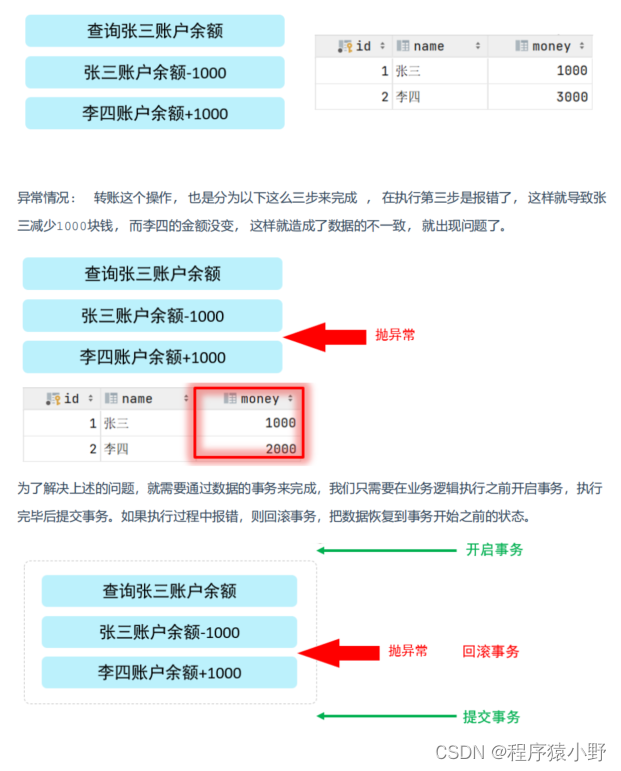 查询张三账户余额
张三账户余额-1000
李四账户余额+1000
id name money
1 张三 1000
2 李四 3000
异常情况： 转账这个操作, 也是分为以下这么三步来完成 , 在执行第三步是报错了, 这样就导致张
三减少1000块钱, 而李四的金额没变, 这样就造成了数据的不一致, 就出现问题了。
查询张三账户余额
张三账户余额-1000
李四账户余额+1000
抛异常
id name money
1 张三 1000
2 李四 2000
为了解决上述的问题，就需要通过数据的事务来完成，我们只需要在业务逻辑执行之前开启事务，执行
完毕后提交事务。如果执行过程中报错，则回滚事务，把数据恢复到事务开始之前的状态。
开启事务
查询张三账户余额
张三账户余额-1000
李四账户余额+1000
抛异常 回滚事务
提交事务
CSDN @程序猿小野